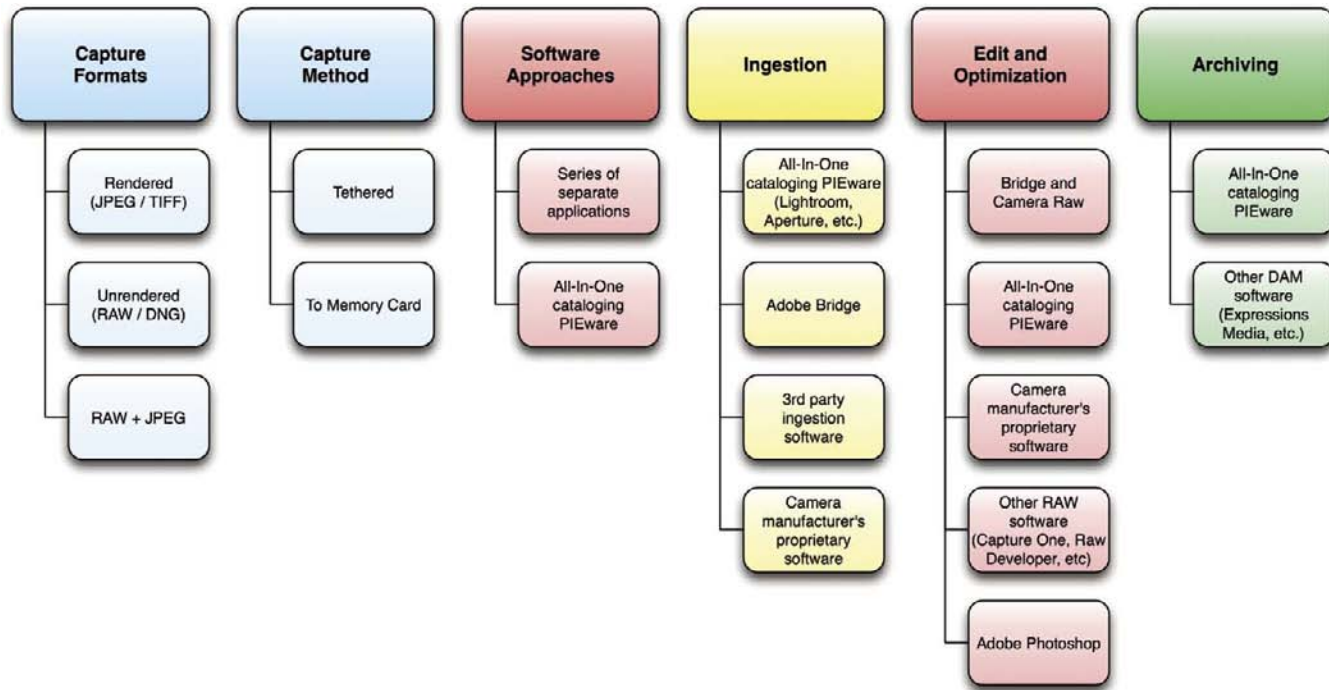 Capture
Formats
Rendered
(JPEG / TIFF)
Unrendered
(RAW / DNG)
RAW + JPEG
Capture
Method
Tethered
To Memory Card
Software
Approaches
Series of
separate
applications
All-In-One
cataloging
PIEware
Ingestion
All-In-One
cataloging PIEware
(Lightroom,
Aperture, etc.)
Adobe Bridge
3rd party
ingestion
software
Camera
manufacturer's
proprietary
software
Edit and
Optimization
Bridge and
Camera Raw
All-In-One
cataloging
PIEware
Camera
manufacturer's
proprietary
software
Other RAW
software
(Capture One, Raw
Developer, etc)
Adobe Photoshop
Archiving
All-In-One
cataloging
PIEware
Other DAM
software
(Expressions
Media, etc.)